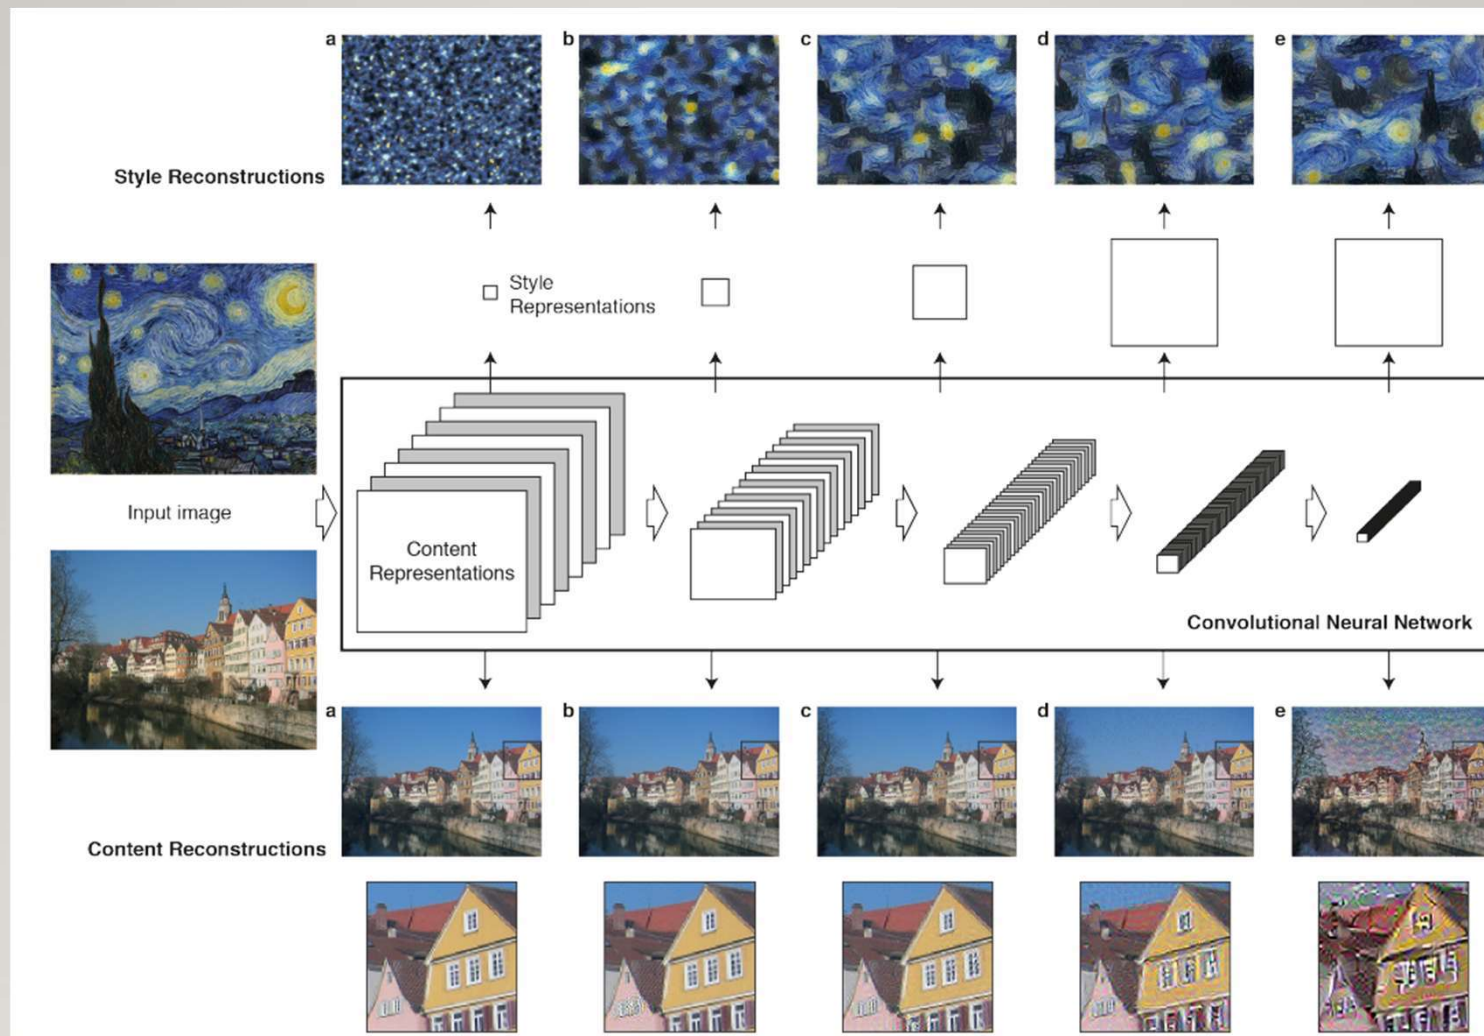 a
b
c
d
e
Style Reconstructions
Style
Representations
Input image
Content
Representations
Convolutional Neural Network
a
b
c
d
e
Content Reconstructions